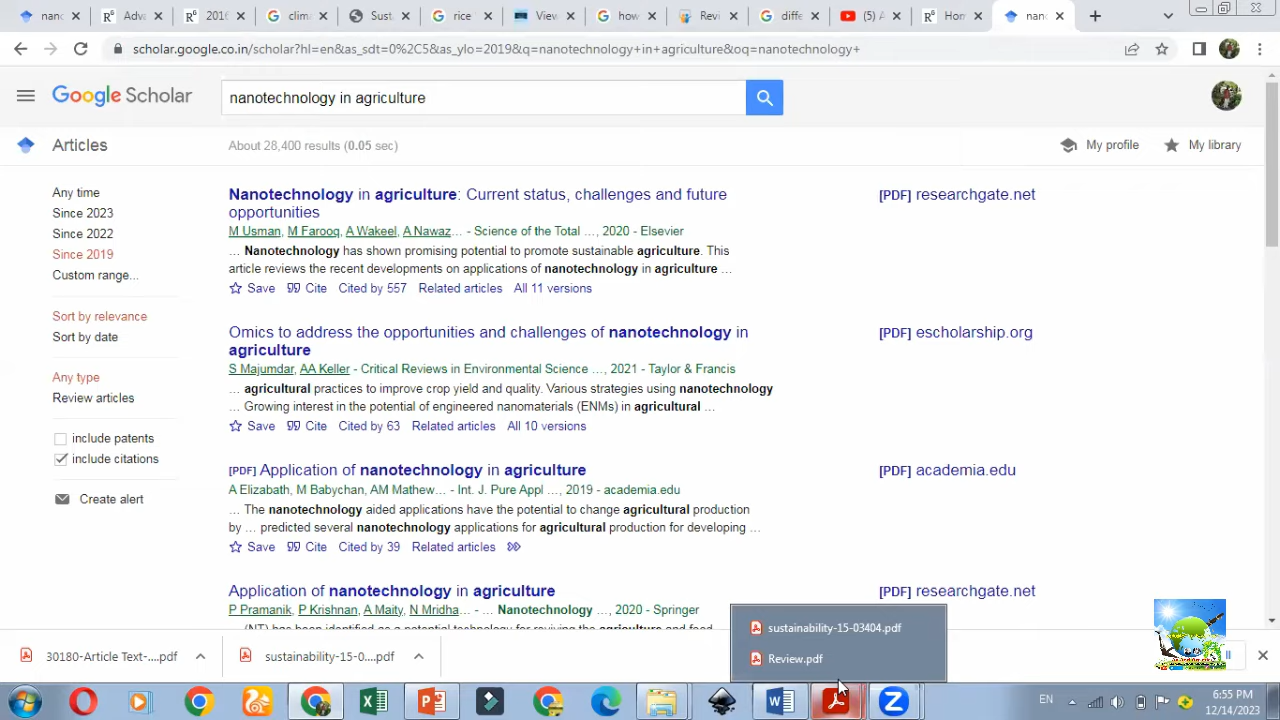 nanc
Adv
2016
clim
Sust
rice
View
how
Revi
diffe
(5) A
Hom
nanc
scholar.google.co.in/scholar?hl=en&as_sdt=0%2C5&as_ylo=2019&q=nanotechnology+in+agriculture&oq=nanotechnology+
Google Scholar
nanotechnology in agriculture
Articles
About 28,400 results (0.05 sec)
My profile
My library
Any time
Since 2023
Since 2022
Since 2019
Custom range...
Sort by relevance
Sort by date
Any type
Review articles
include patents
include citations
Create alert
Nanotechnology in agriculture: Current status, challenges and future
opportunities
M Usman, M Farooq, A Wakeel, A Nawaz… - Science of the Total …, 2020 - Elsevier
… Nanotechnology has shown promising potential to promote sustainable agriculture. This
article reviews the recent developments on applications of nanotechnology in agriculture …
Save Cite Cited by 557 Related articles All 11 versions
[PDF] researchgate.net
Omics to address the opportunities and challenges of nanotechnology in
agriculture
S Majumdar, AA Keller - Critical Reviews in Environmental Science …, 2021 - Taylor & Francis
… agricultural practices to improve crop yield and quality. Various strategies using nanotechnology
… Growing interest in the potential of engineered nanomaterials (ENMs) in agricultural …
Save Cite Cited by 63 Related articles All 10 versions
[PDF] escholarship.org
[PDF] Application of nanotechnology in agriculture
A Elizabath, M Babychan, AM Mathew… - Int. J. Pure Appl …, 2019 - academia.edu
… The nanotechnology aided applications have the potential to change agricultural production
by … predicted several nanotechnology applications for agricultural production for developing …
Save Cite Cited by 39 Related articles
[PDF] academia.edu
Application of nanotechnology in agriculture
P Pramanik, P Krishnan, A Maity, N Mridha… - … Nanotechnology …, 2020 - Springer
[PDF] researchgate.net
sustainability-15-03404.pdf
Review.pdf
30180-Article Text-....pdf
sustainability-15-0....pdf
EN
6:55 PM
12/14/2023